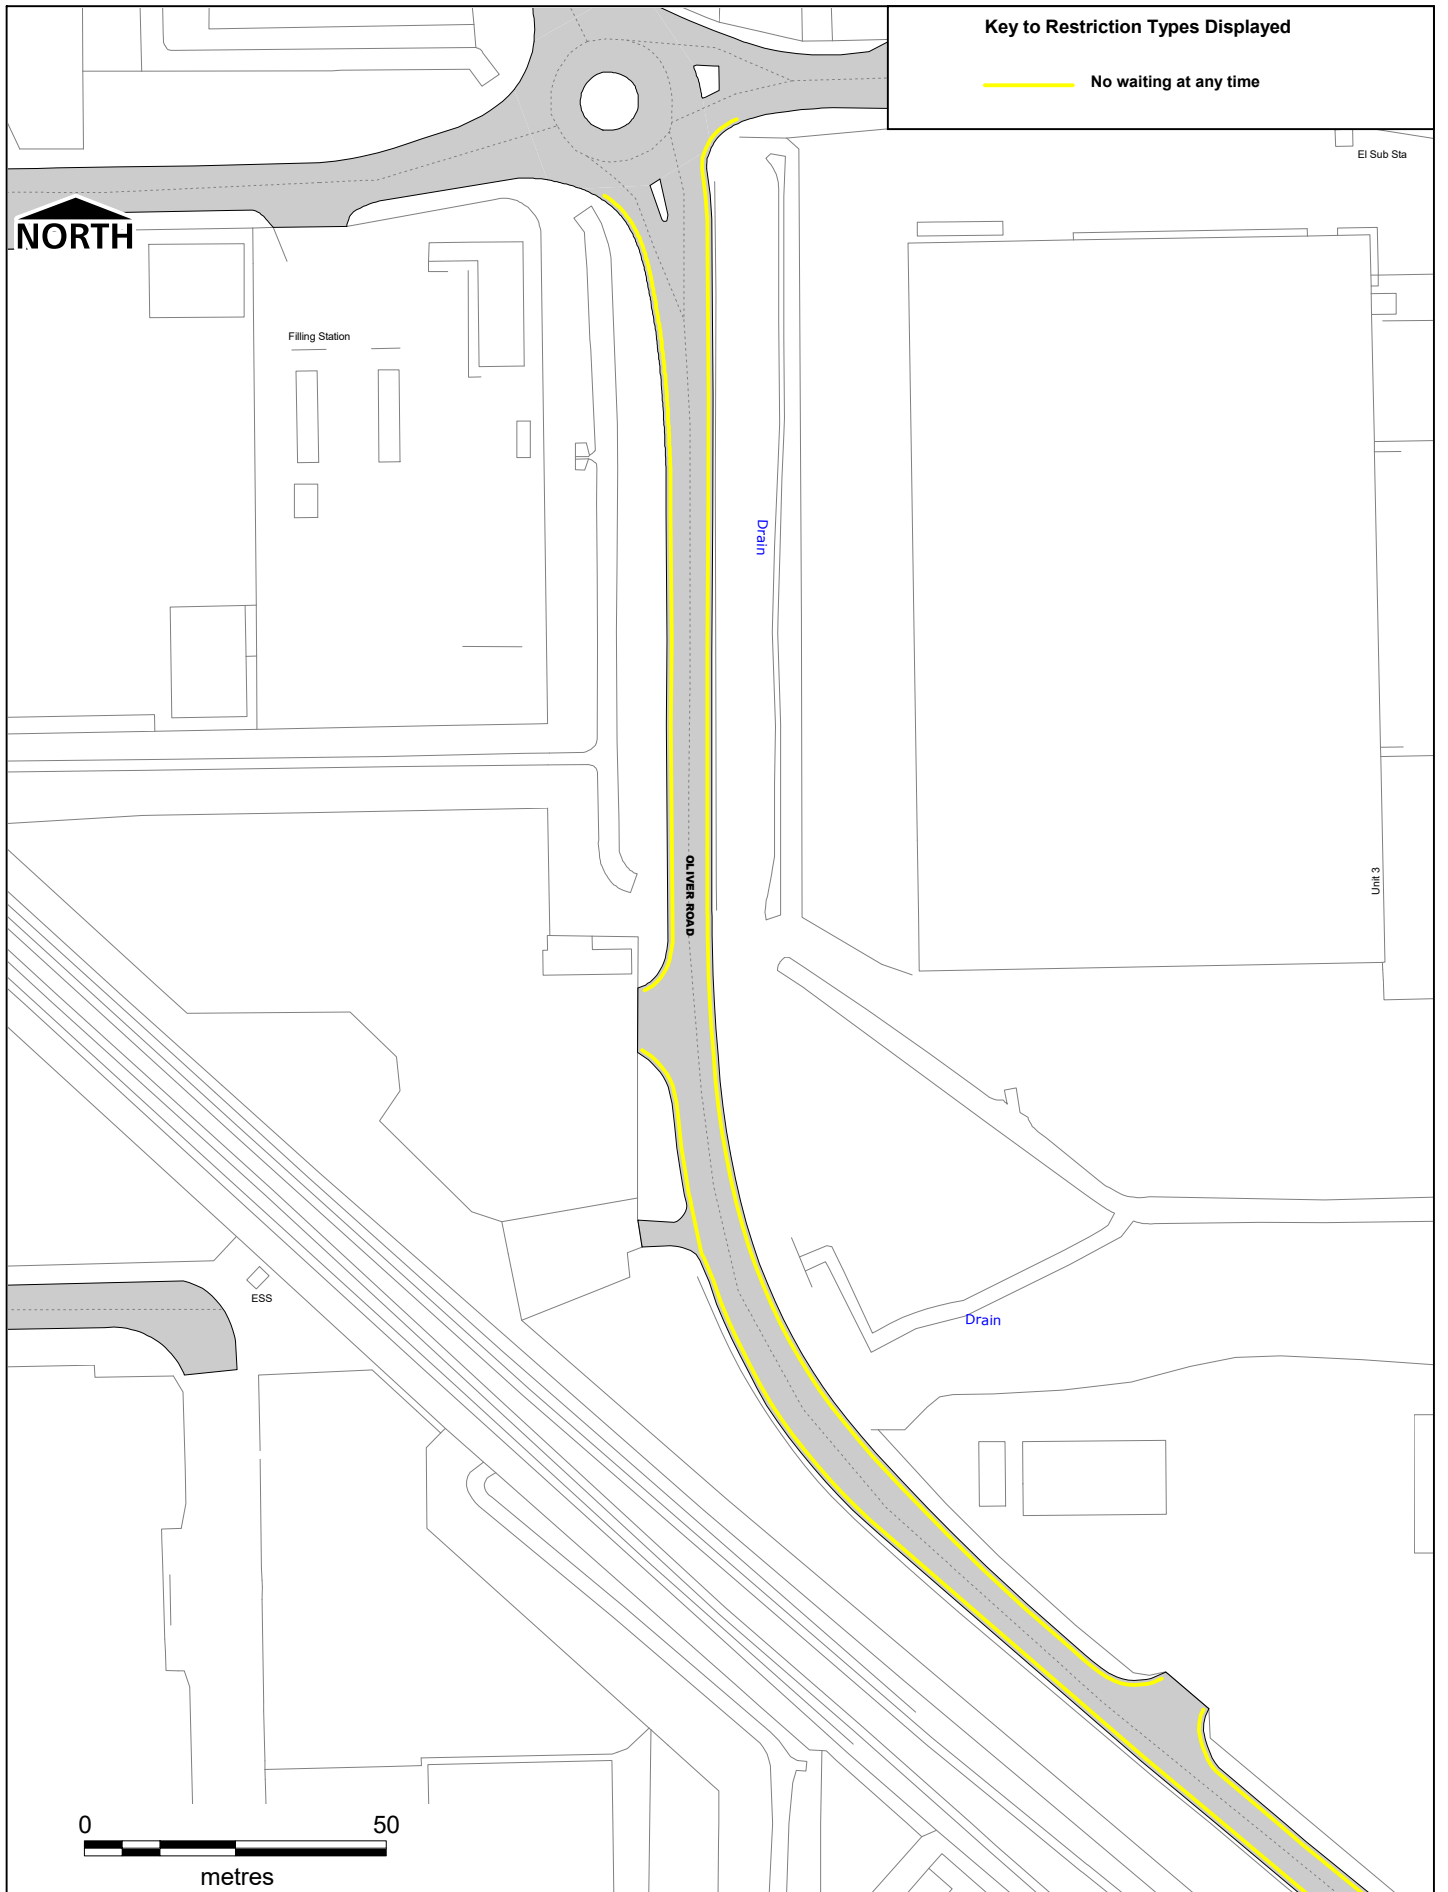 Key to Restriction Types Displayed
No waiting at any time
El Sub Sta
NORTH
Filling Station
Drain
OLIVER ROAD
Unit 3
ESS
Drain
0 50
metres